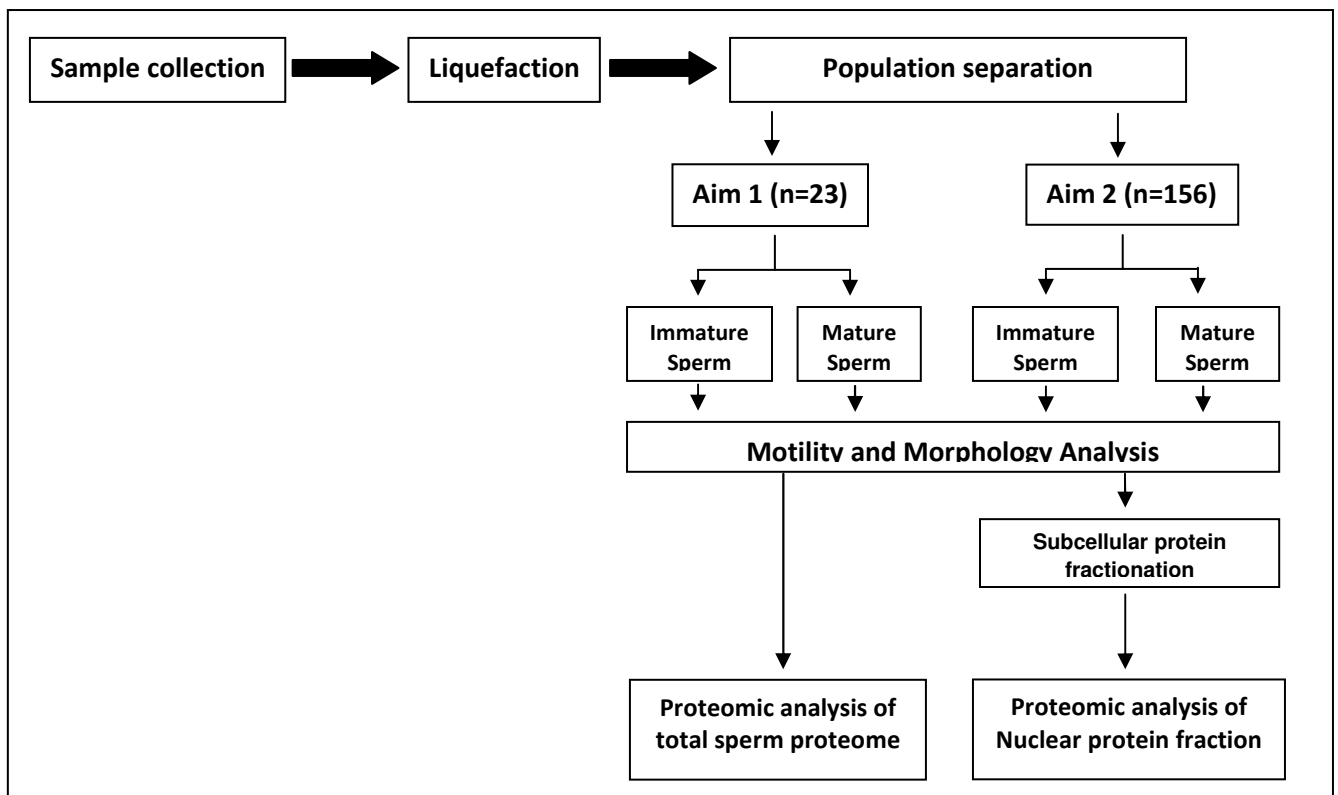 Sample collection
Liquefaction
Population separation
Aim 1 (n=23)
Aim 2 (n=156)
Immature
Sperm
Mature
Sperm
Immature
Sperm
Mature
Sperm
Motility and Morphology Analysis
Subcellular protein
fractionation
Proteomic analysis of
total sperm proteome
Proteomic analysis of
Nuclear protein fraction